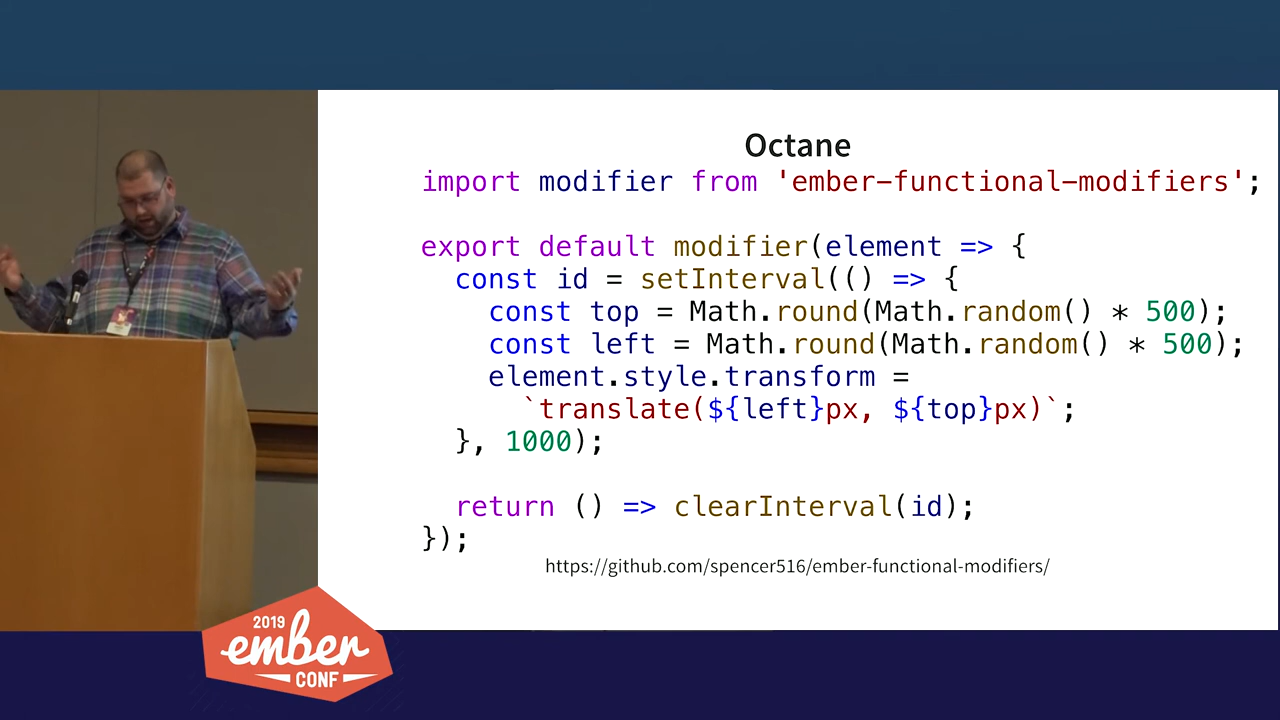 Octane
import modifier from 'ember-functional-modifiers';
export default modifier(element => {
const id = setInterval(() => {
const top = Math.round(Math.random() * 500);
const left = Math.round(Math.random() * 500);
element.style.transform =
`translate(${left}px, ${top}px)`;
}, 1000);
return () => clearInterval(id);
});
https://github.com/spencer516/ember-functional-modifiers/
2019
ember
CONF